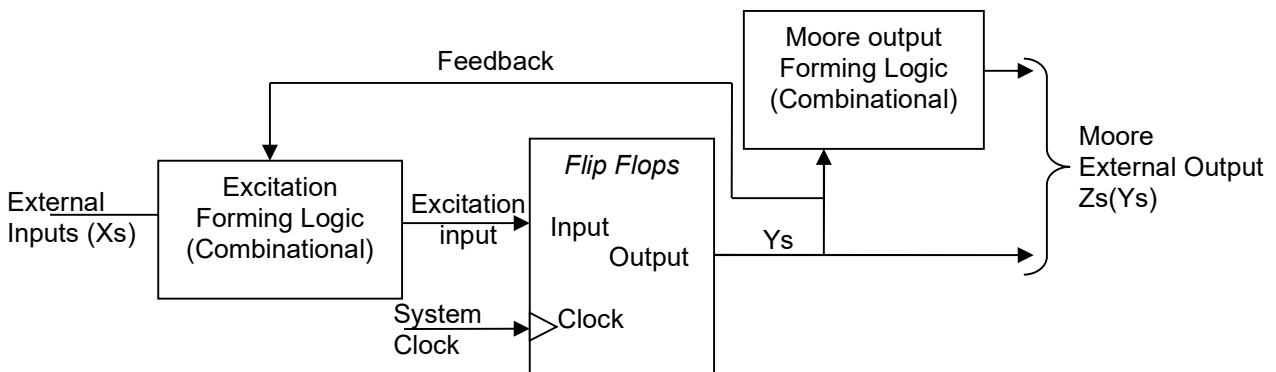 Moore output
Forming Logic
(Combinational)
Feedback
Moore
External Output
Zs(Ys)
Flip Flops
Excitation
Forming Logic
(Combinational)
External
Inputs (Xs)
Excitation
input
Input
Output
Ys
System
Clock
Clock